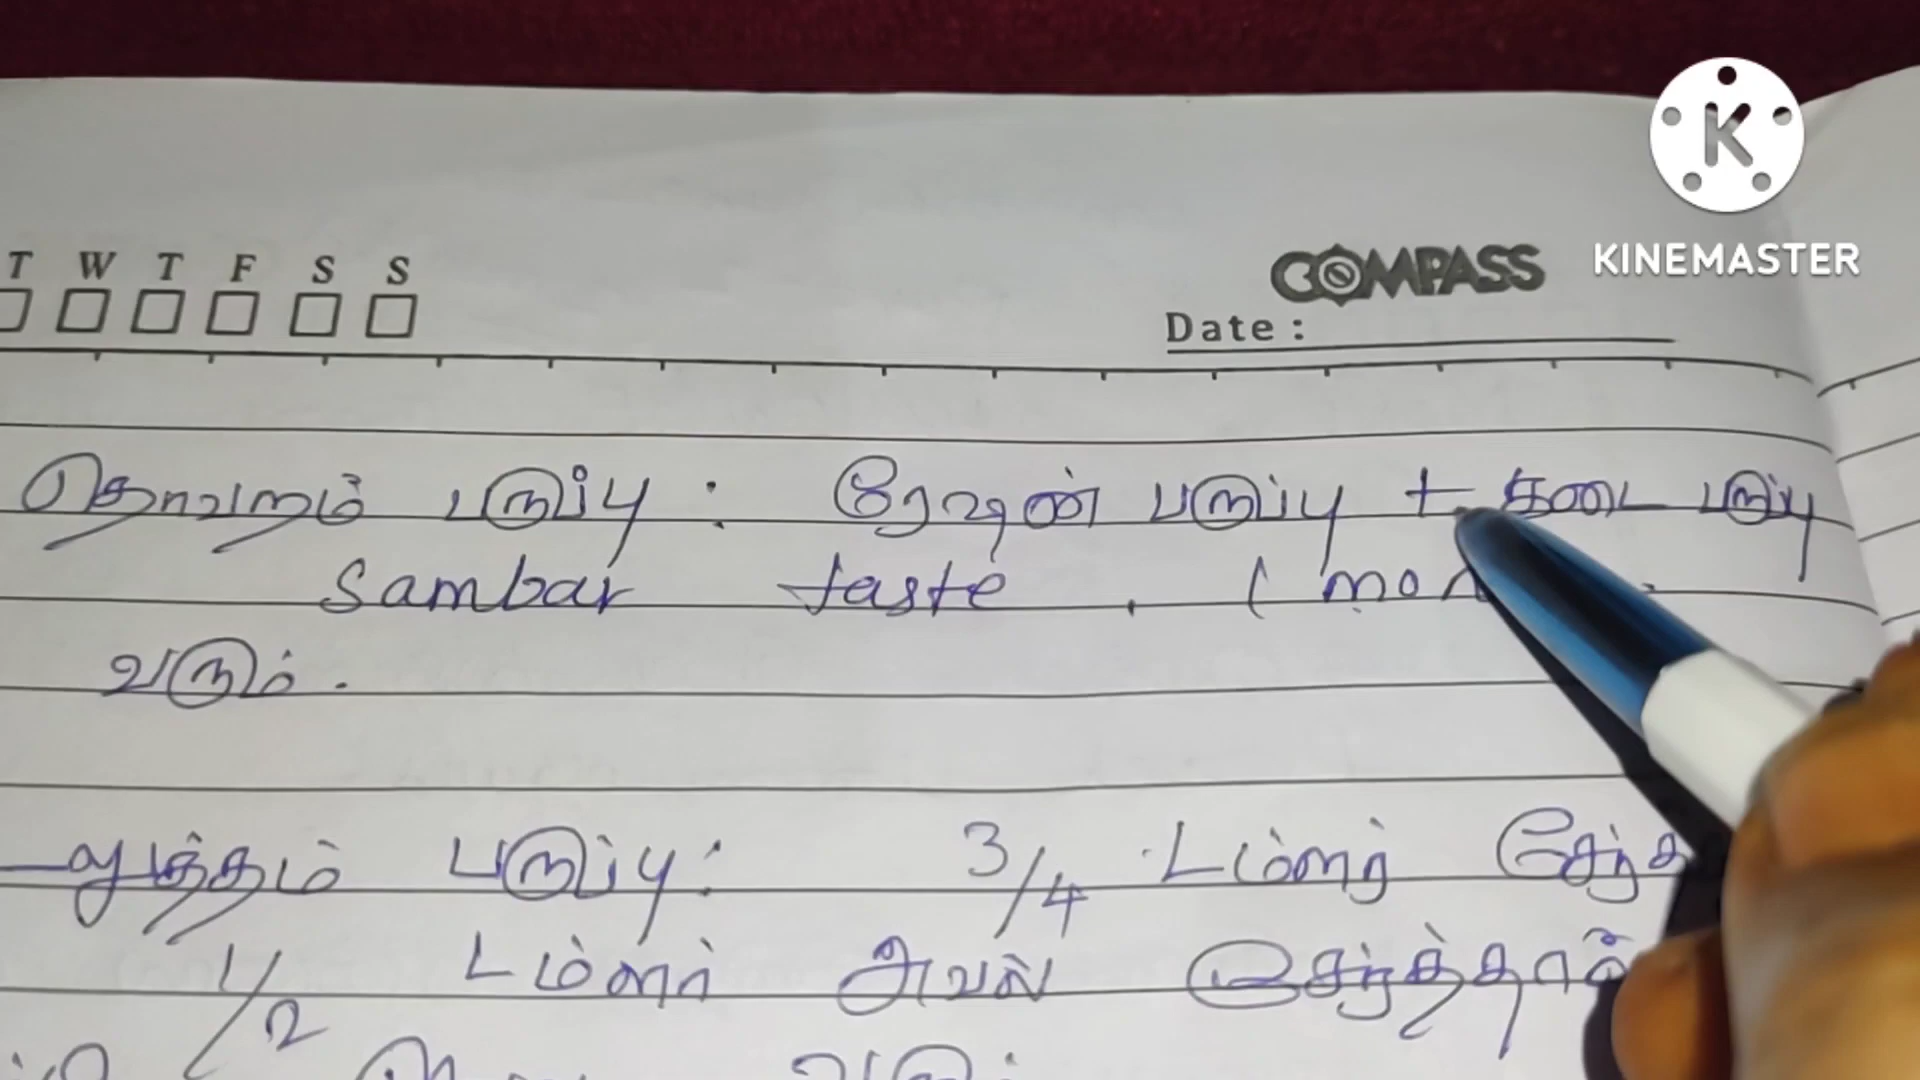 KINEMASTER
T W T F S S
COMPASS
Date :
தொவரம் பருப்பு : ரேஷன் பருப்பு + கடை பருப்பு
Sambar taste . (
வரும் .
பருப்பு : 3/4 டம்ளர்
1/2 டம்ளர் அவல்